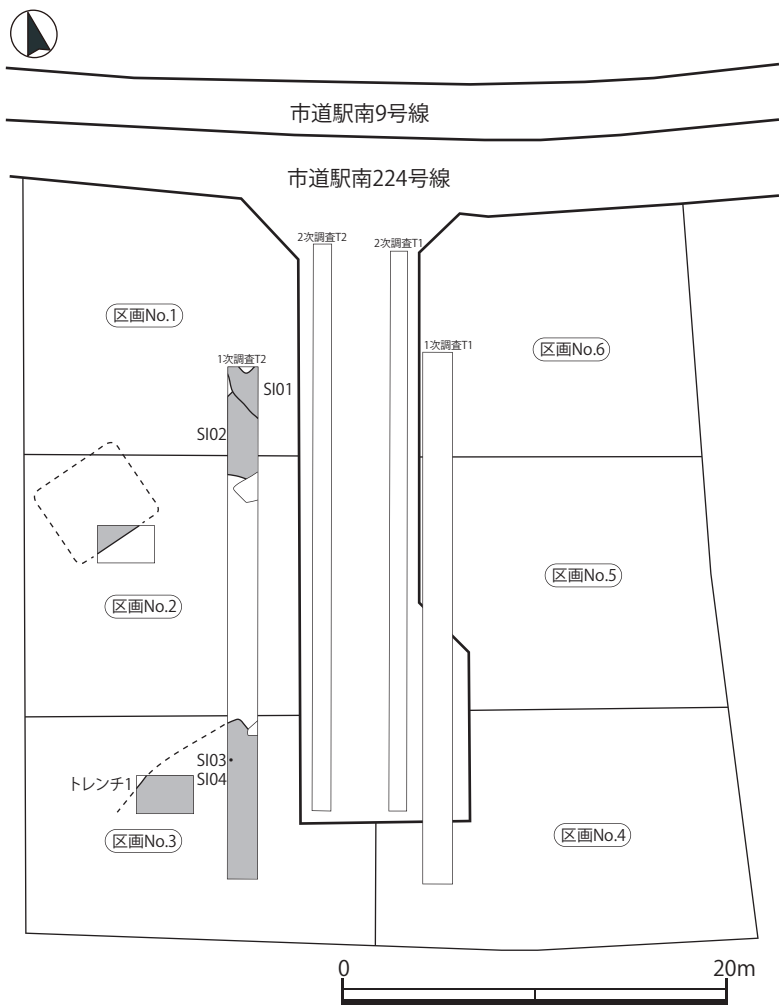 市道駅南9号線
市道駅南224号線
2次調査T2
2次調査T1
区画No.1
1次調査T1
区画No.6
1次調査T2
SI01
SI02
区画No.5
区画No.2
SI03
SI04
トレンチ1
区画No.4
区画No.3
0
20m